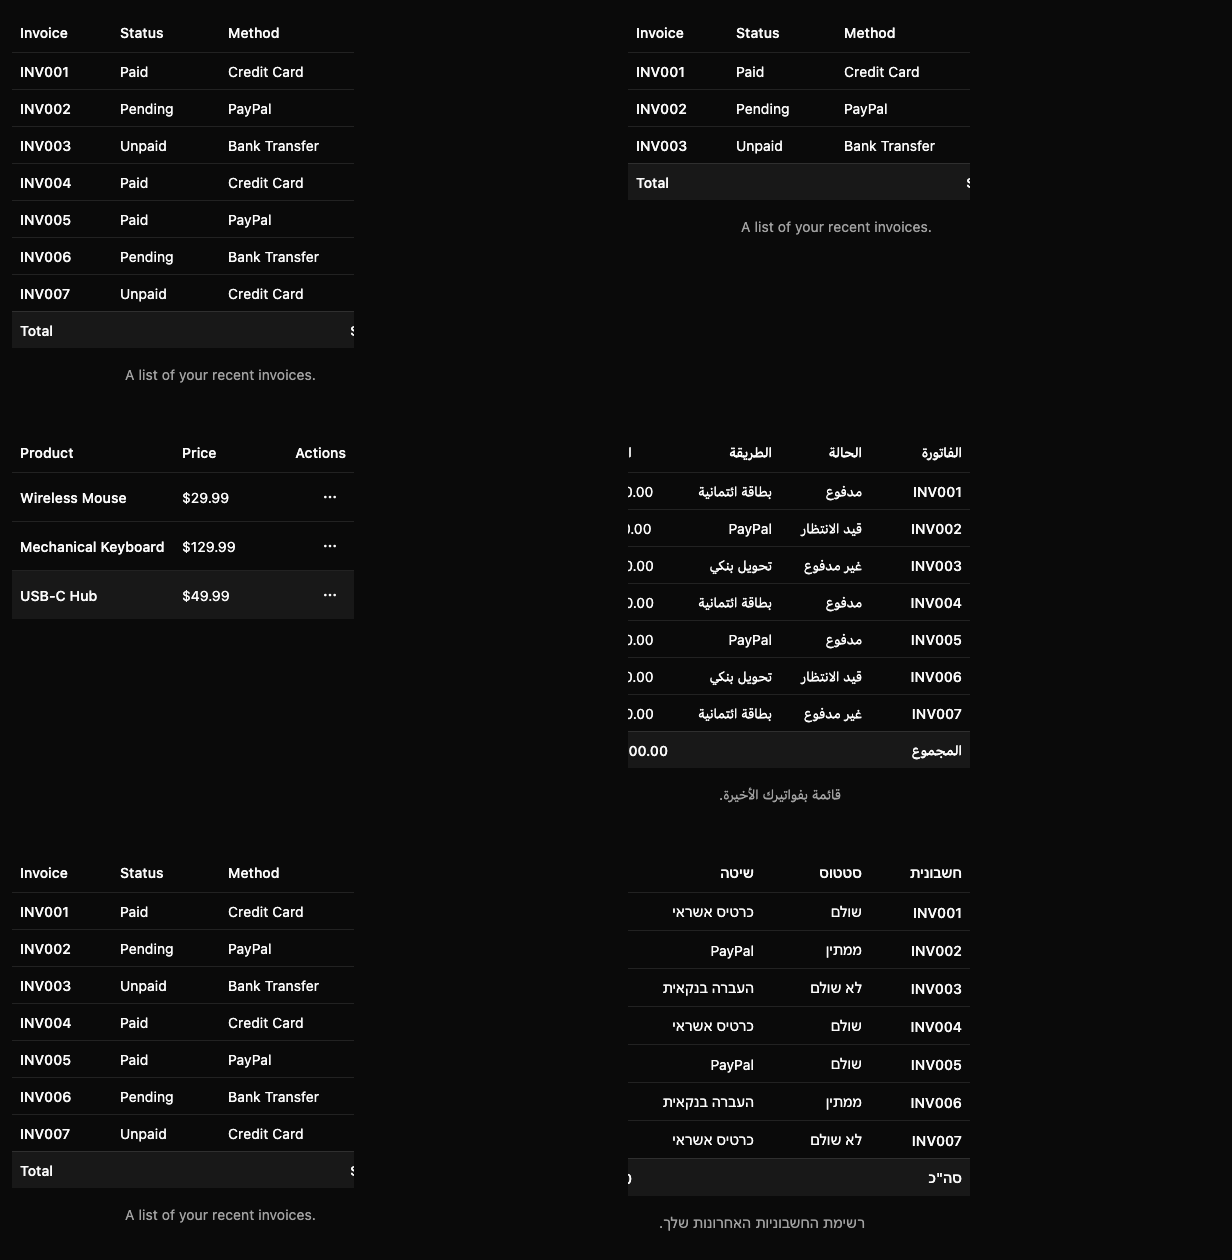 Invoice Status Method
INV001 Paid Credit Card
INV002 Pending PayPal
INV003 Unpaid Bank Transfer
INV004 Paid Credit Card
INV005 Paid PayPal
INV006 Pending Bank Transfer
INV007 Unpaid Credit Card
Total
A list of your recent invoices.
Invoice Status Method
INV001 Paid Credit Card
INV002 Pending PayPal
INV003 Unpaid Bank Transfer
Total
A list of your recent invoices.
Product Price Actions
Wireless Mouse $29.99 ...
Mechanical Keyboard $129.99 ...
USB-C Hub $49.99 ...
الفاتورة الحالة الطريقة
INV001 مدفوع بطاقة ائتمانية
INV002 قيد الانتظار PayPal
INV003 غير مدفوع تحويل بنكي
INV004 مدفوع بطاقة ائتمانية
INV005 مدفوع PayPal
INV006 قيد الانتظار تحويل بنكي
INV007 غير مدفوع بطاقة ائتمانية
المجموع
قائمة بفواتيرك الأخيرة.
Invoice Status Method
INV001 Paid Credit Card
INV002 Pending PayPal
INV003 Unpaid Bank Transfer
INV004 Paid Credit Card
INV005 Paid PayPal
INV006 Pending Bank Transfer
INV007 Unpaid Credit Card
Total
A list of your recent invoices.
חשבונית סטטוס שיטה
INV001 שולם כרטיס אשראי
INV002 ממתין PayPal
INV003 לא שולם העברה בנקאית
INV004 שולם כרטיס אשראי
INV005 שולם PayPal
INV006 ממתין העברה בנקאית
INV007 לא שולם כרטיס אשראי
סה"כ
רשימת החשבוניות האחרונות שלך.